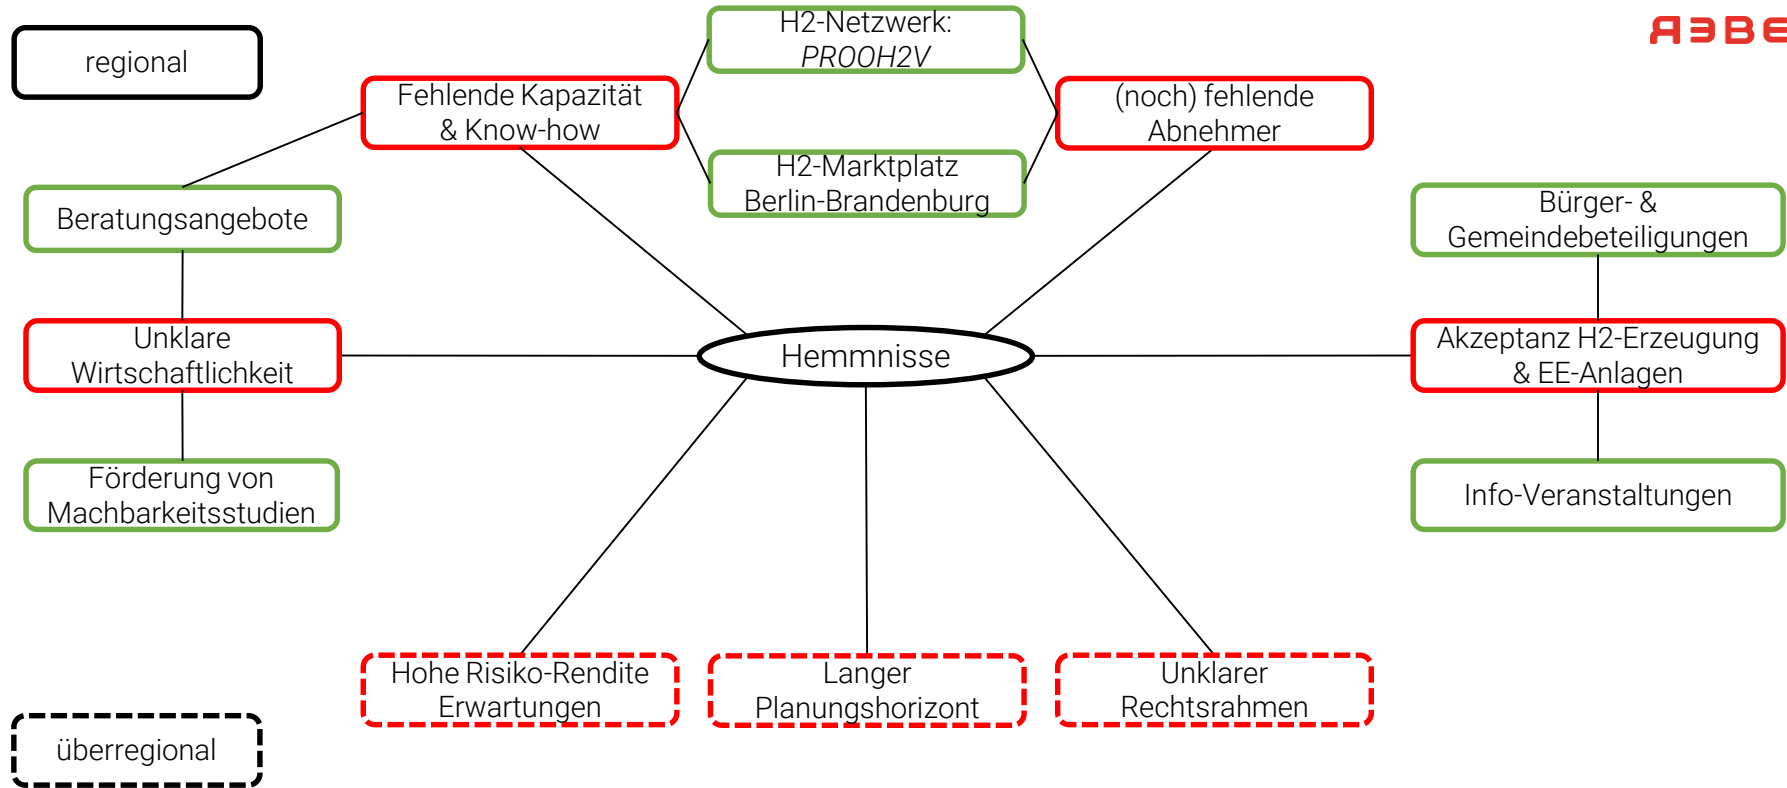 regional
H2-Netzwerk:
PROOH2V
ЯƎBE
Fehlende Kapazität
& Know-how
(noch) fehlende
Abnehmer
H2-Marktplatz
Berlin-Brandenburg
Beratungsangebote
Bürger- &
Gemeindebeteiligungen
Unklare
Wirtschaftlichkeit
Hemmnisse
Akzeptanz H2-Erzeugung
& EE-Anlagen
Förderung von
Machbarkeitsstudien
Info-Veranstaltungen
Hohe Risiko-Rendite
Erwartungen
Langer
Planungshorizont
Unklarer
Rechtsrahmen
überregional